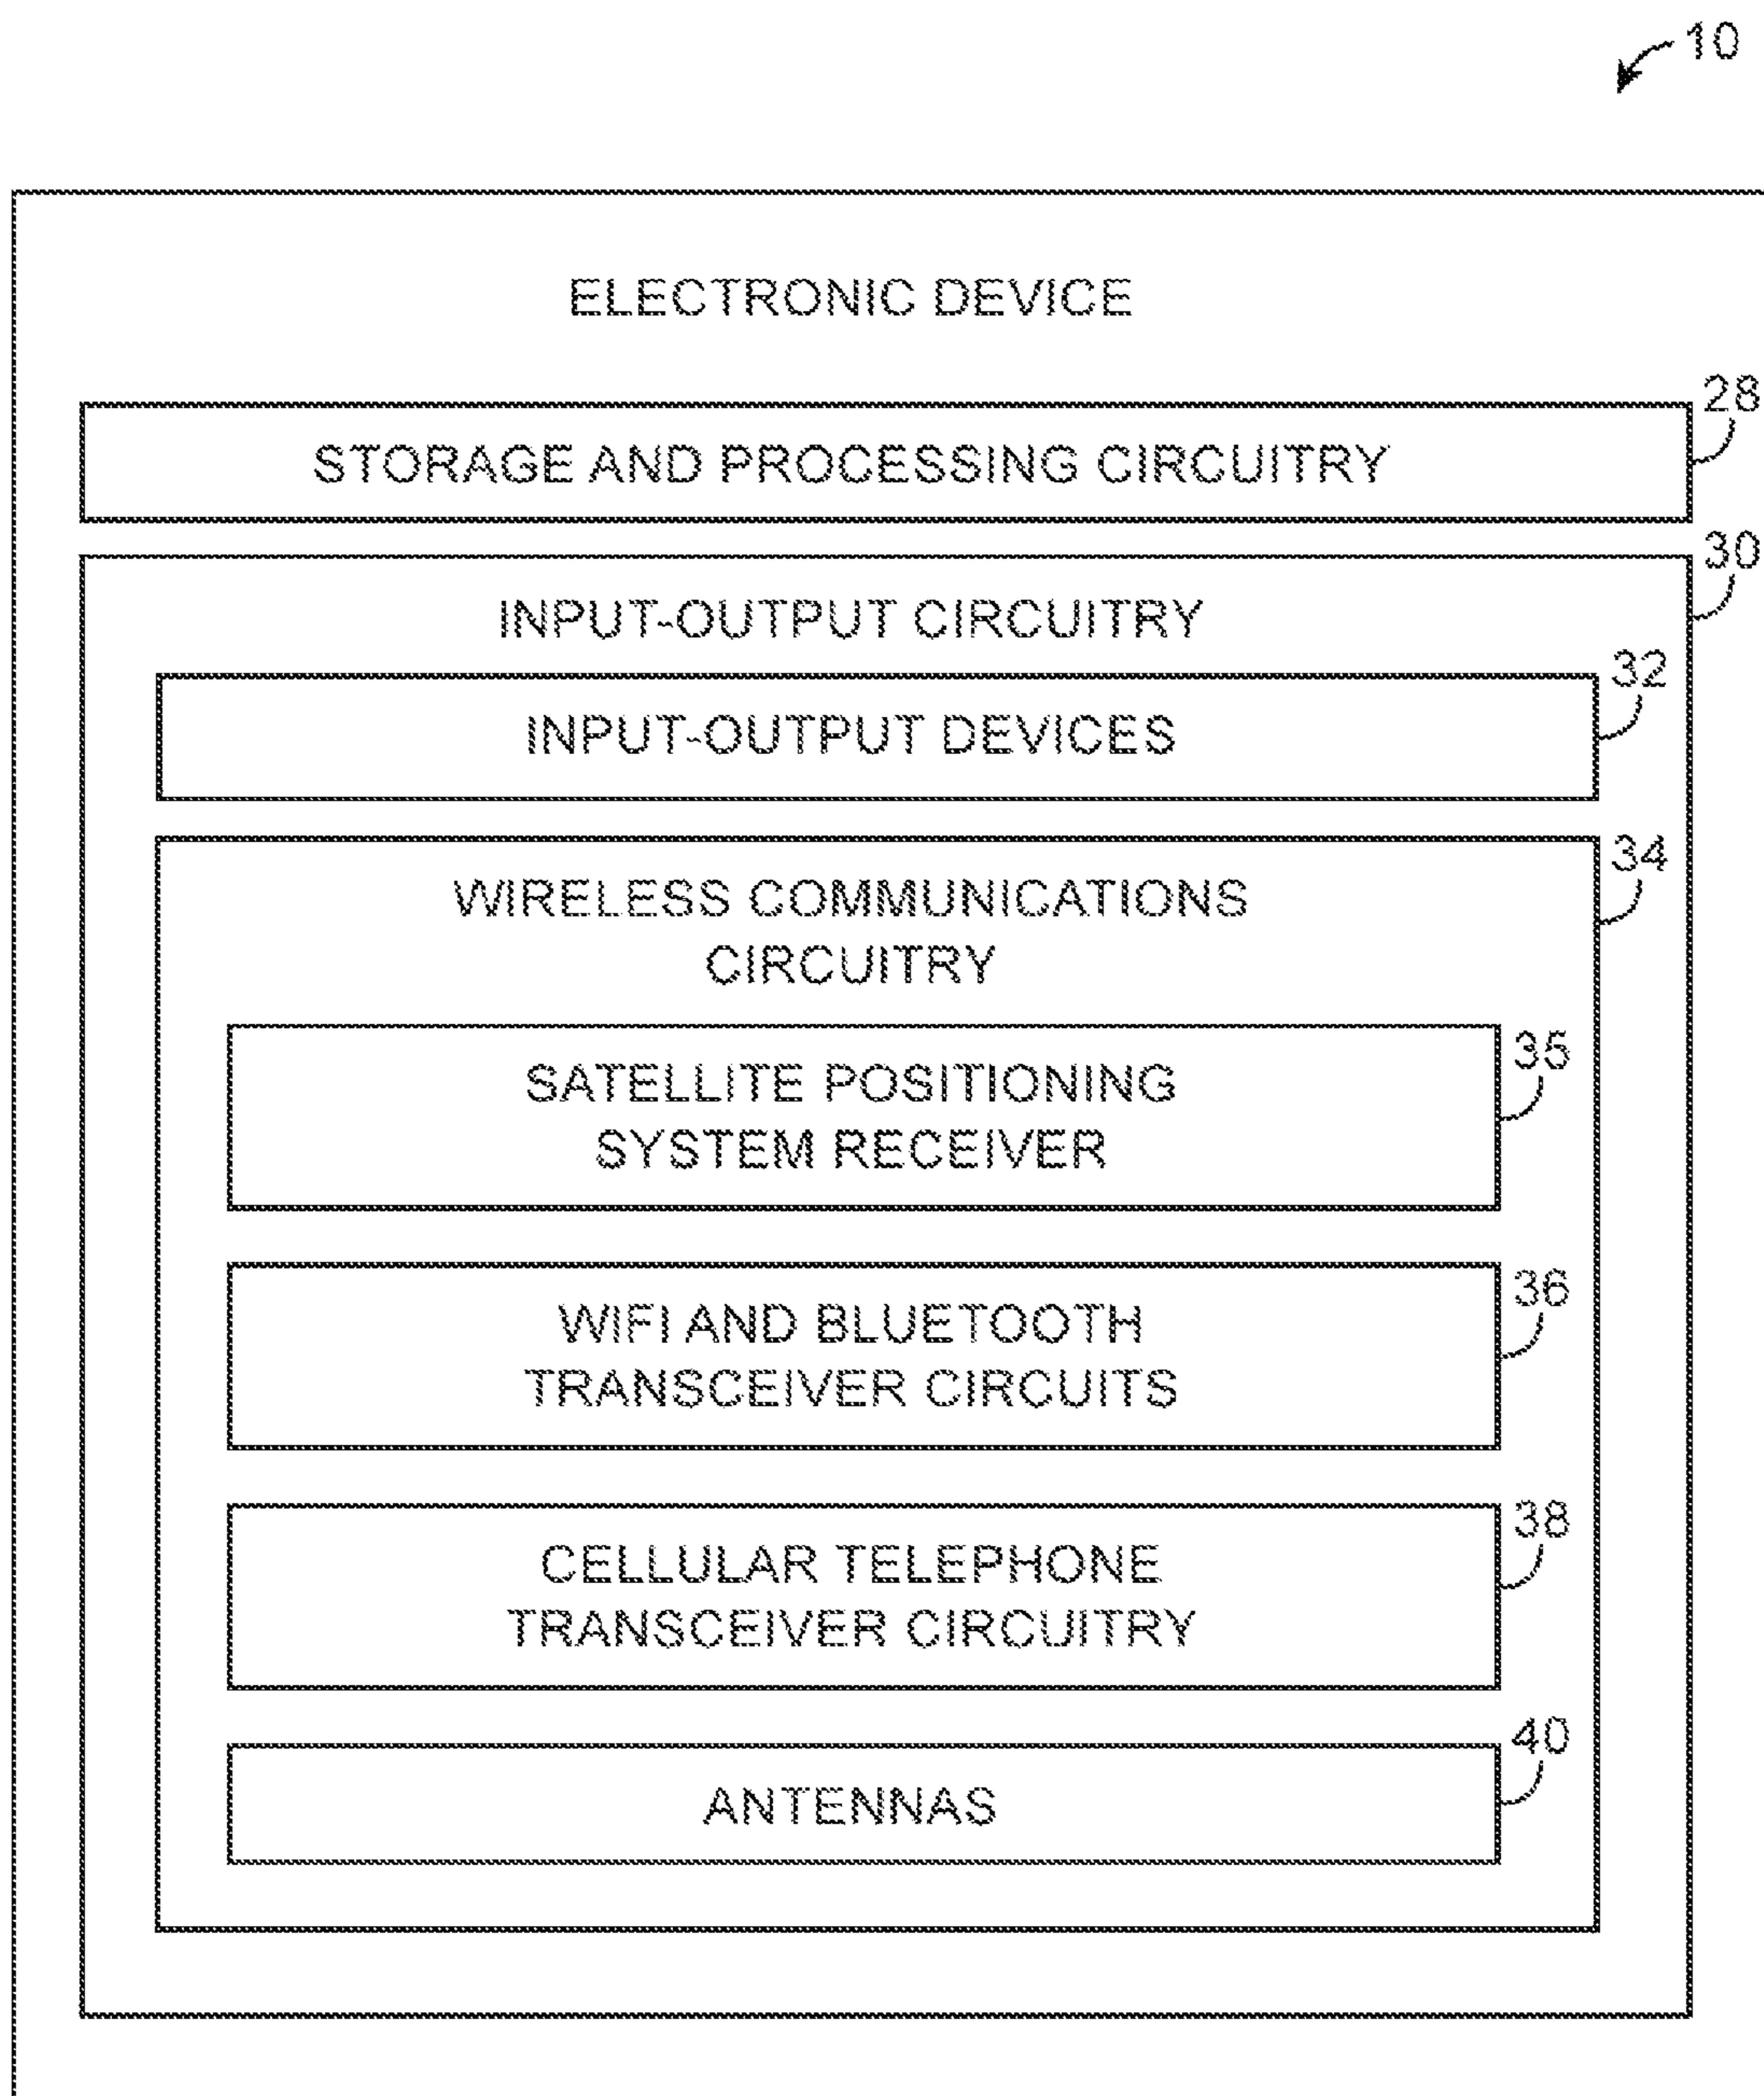 10
ELECTRONIC DEVICE
28
STORAGE AND PROCESSING CIRCUITRY
30
INPUT-OUTPUT CIRCUITRY
32
INPUT-OUTPUT DEVICES
34
WIRELESS COMMUNICATIONS
CIRCUITRY
35
SATELLITE POSITIONING
SYSTEM RECEIVER
36
WIFI AND BLUETOOTH
TRANSCEIVER CIRCUITS
38
CELLULAR TELEPHONE
TRANSCEIVER CIRCUITRY
40
ANTENNAS